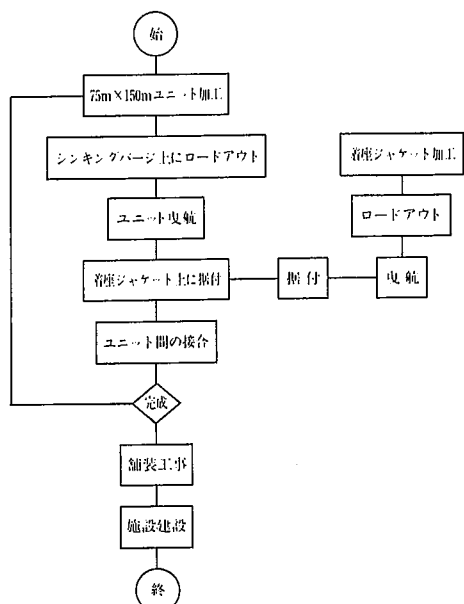 始
75m×150mユニット加工
シンキングバージ上にロードアウト
ユニット曳航
着座ジャケット上に据付
ユニット間の接合
完成
舗装工事
施設建設
終
着座ジャケット加工
ロードアウト
曳航
据付